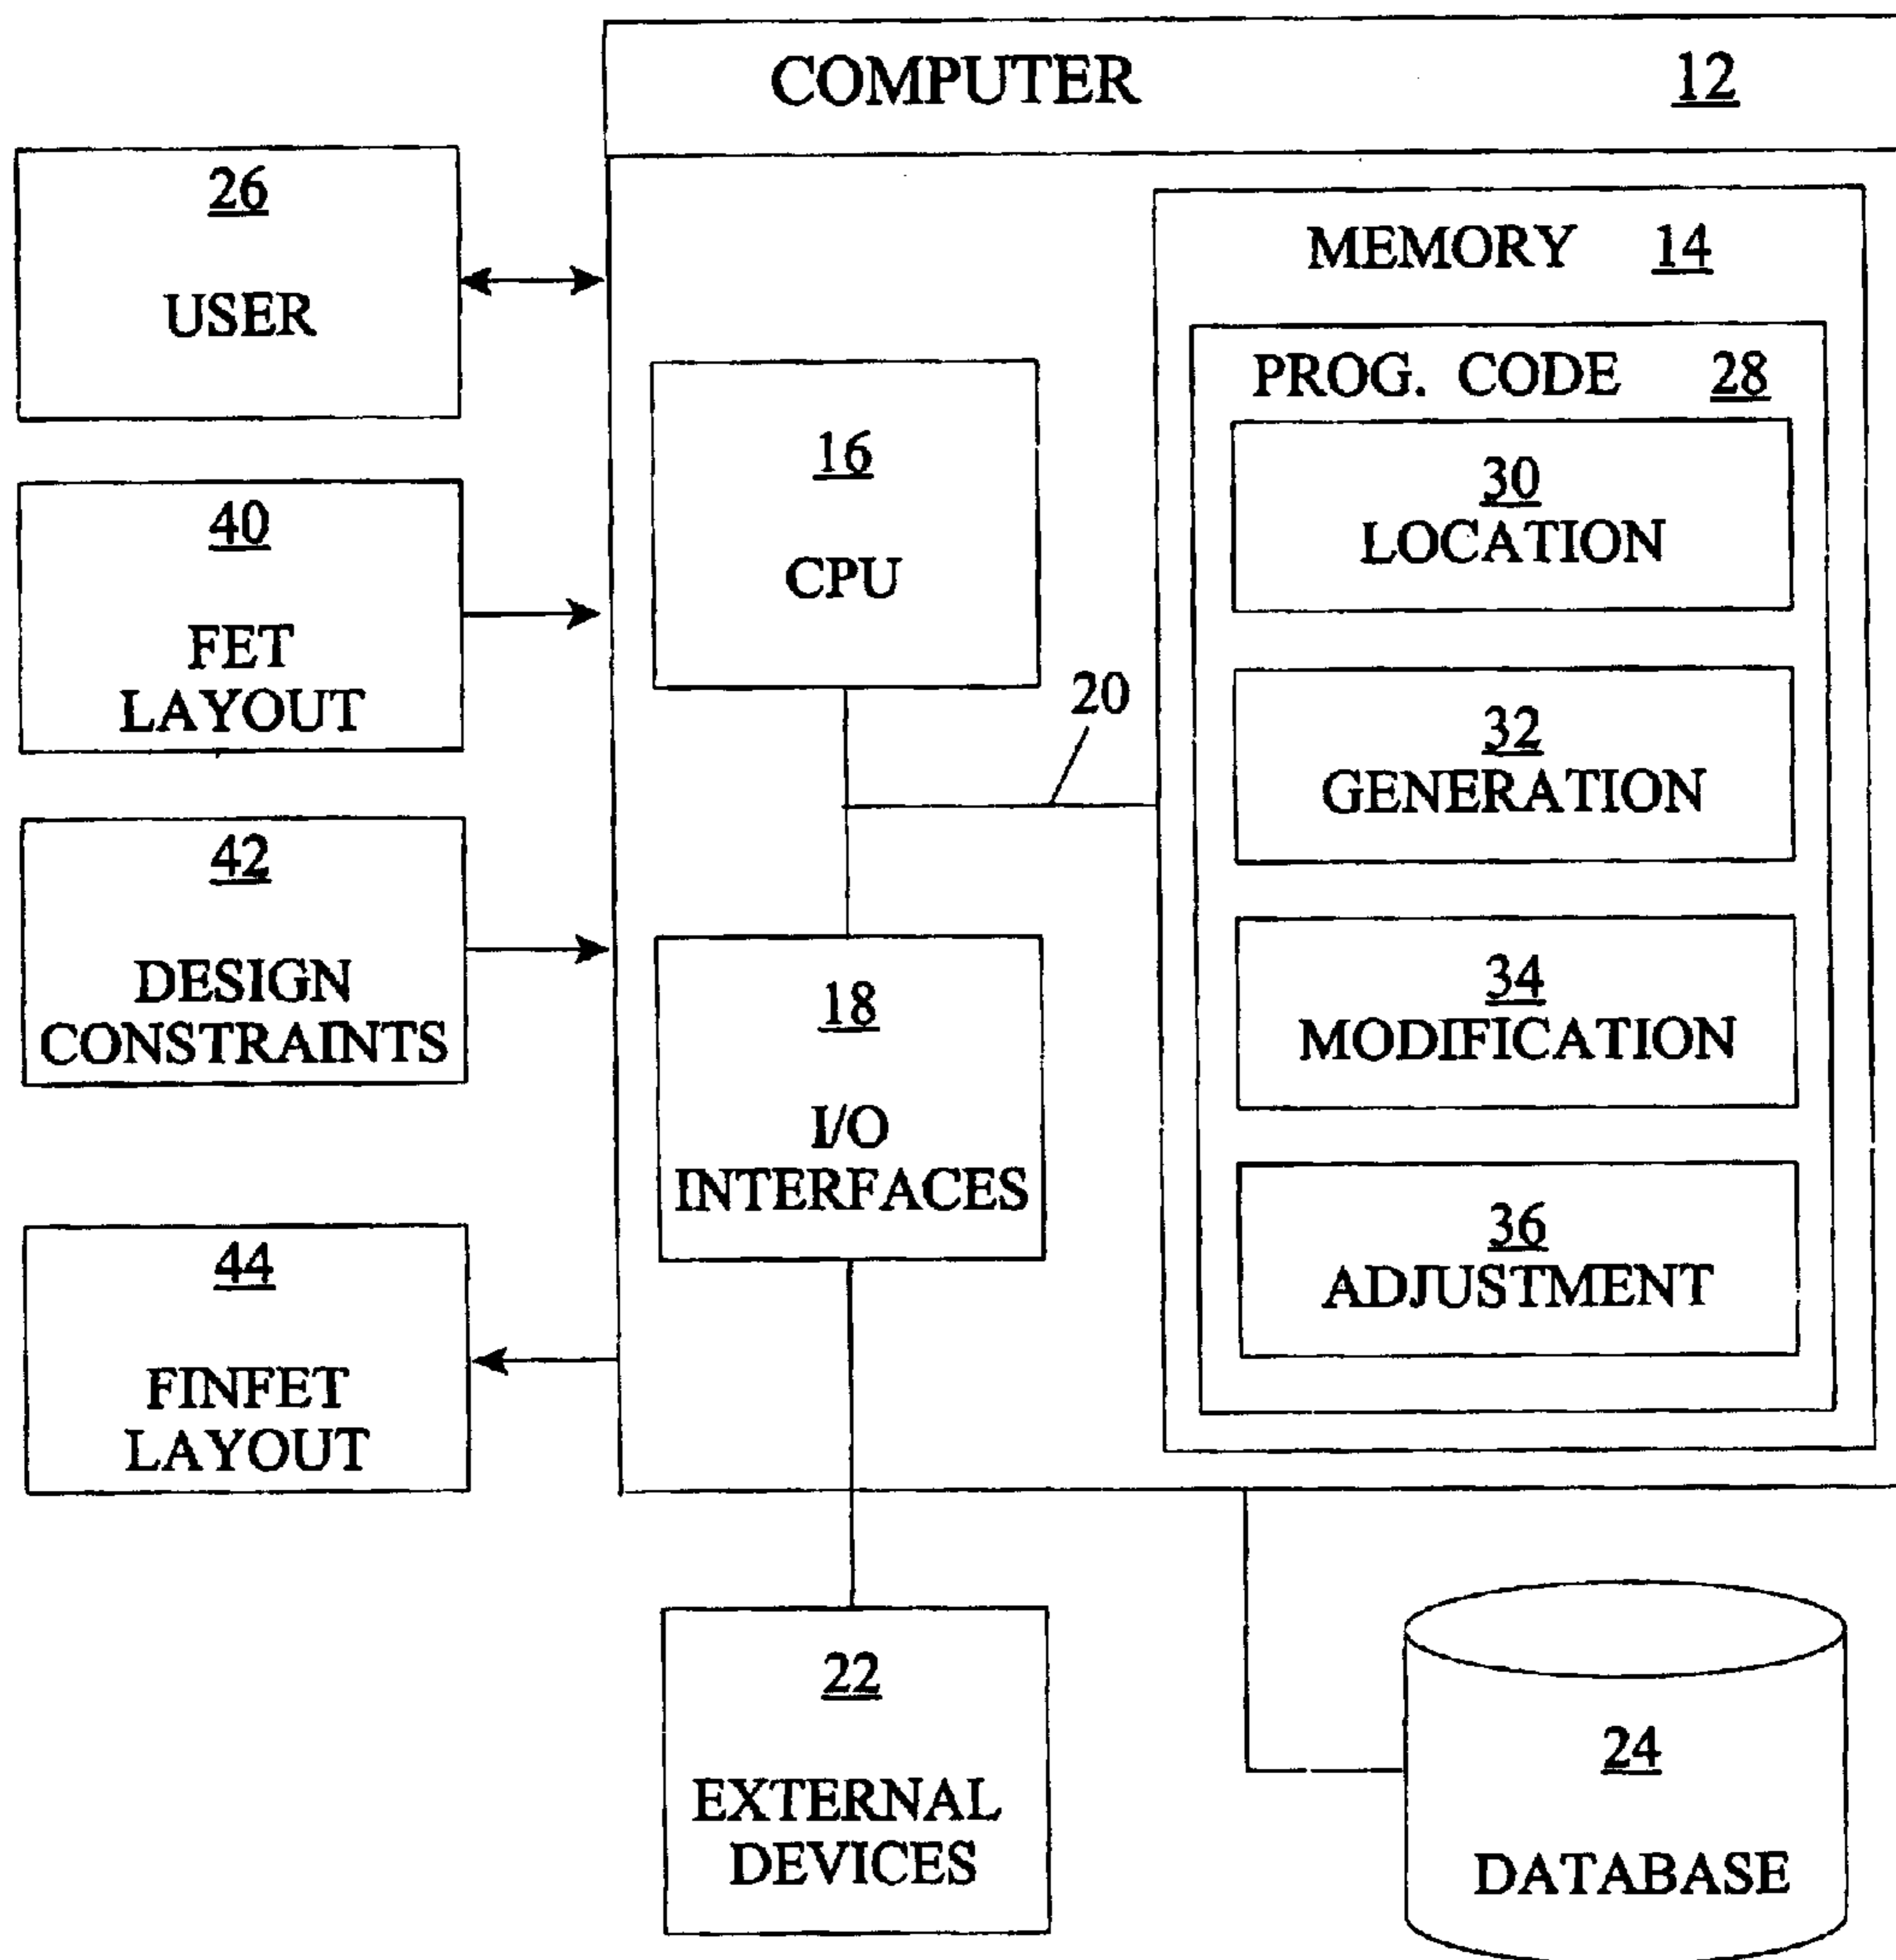 COMPUTER 12
26
USER
40
FET
LAYOUT
42
DESIGN
CONSTRAINTS
44
FINFET
LAYOUT
16
CPU
20
18
I/O
INTERFACES
22
EXTERNAL
DEVICES
MEMORY 14
PROG. CODE 28
30
LOCATION
32
GENERATION
34
MODIFICATION
36
ADJUSTMENT
24
DATABASE